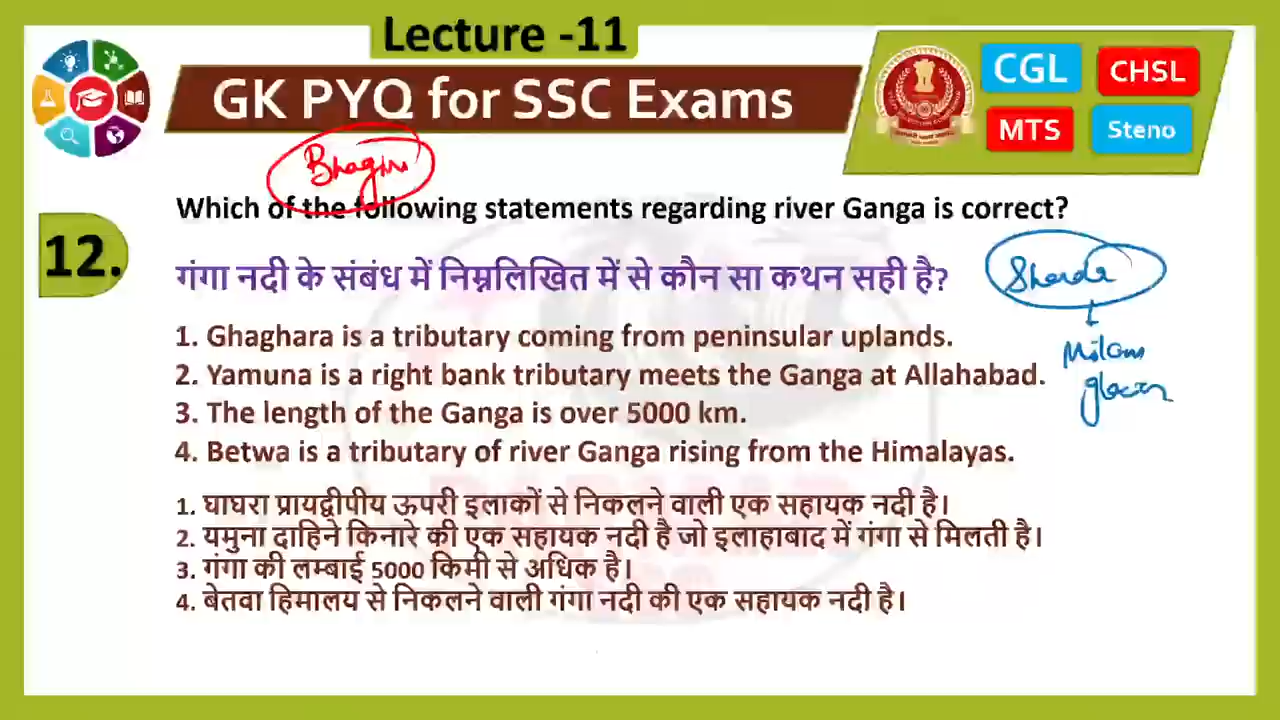 Lecture -11
GK PYQ for SSC Exams
CGL
CHSL
MTS
Steno
Which of the following statements regarding river Ganga is correct?
12.
गंगा नदी के संबंध में निम्नलिखित में से कौन सा कथन सही है?
Sharda
Milam
1. Ghaghara is a tributary coming from peninsular uplands.
2. Yamuna is a right bank tributary meets the Ganga at Allahabad.
3. The length of the Ganga is over 5000 km.
4. Betwa is a tributary of river Ganga rising from the Himalayas.
1. घाघरा प्रायद्वीपीय ऊपरी इलाकों से निकलने वाली एक सहायक नदी है।
2. यमुना दाहिने किनारे की एक सहायक नदी है जो इलाहाबाद में गंगा से मिलती है।
3. गंगा की लम्बाई 5000 किमी से अधिक है।
4. बेतवा हिमालय से निकलने वाली गंगा नदी की एक सहायक नदी है।